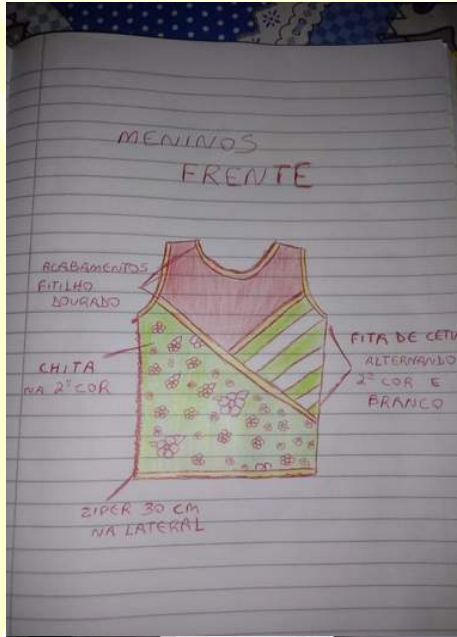 MENINOS
FRENTE
ACABAMENTOS
FITILHO
DOURADO
CHITA
NA 2ª COR
FITA DE CETI
ALTERNANDO
2ª COR E
BRANCO
ZIPER 30 CM
NA LATERAL